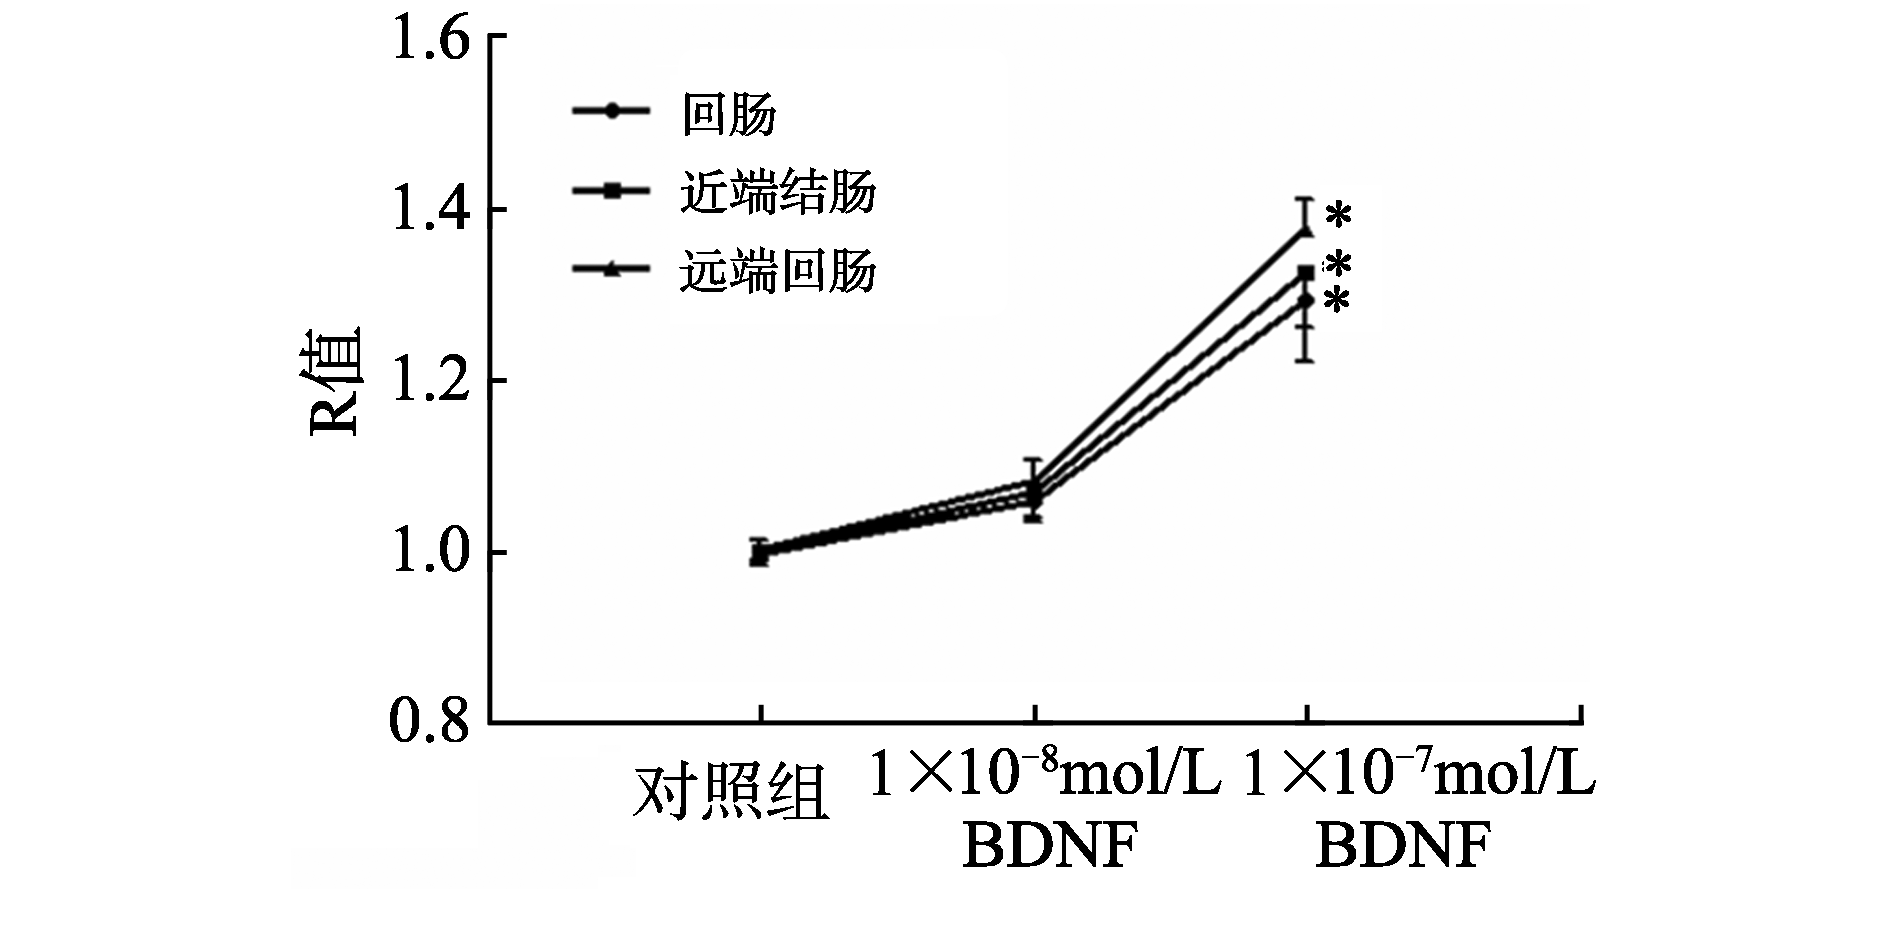 1.6
回肠
近端结肠
1.4
*
远端回肠
*
*
R值
1.2
1.0
0.8
对照组
1×10⁻⁸mol/L
BDNF
1×10⁻⁷mol/L
BDNF